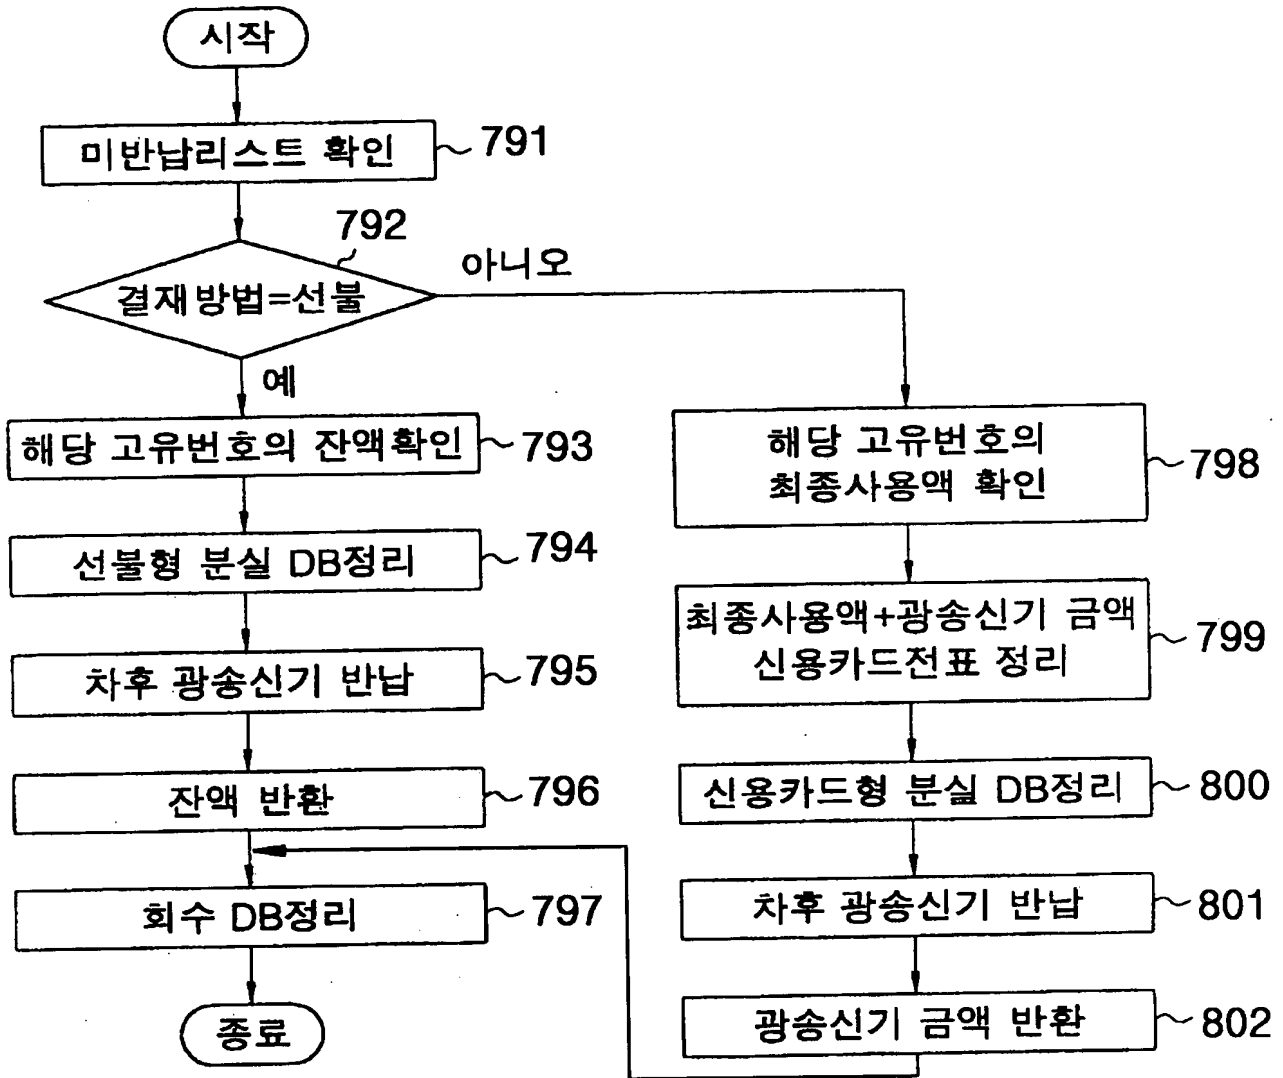 시작
미반납리스트 확인
791
792
결재방법=선불
아니오
예
해당 고유번호의 잔액확인
793
선불형 분실 DB정리
794
차후 광송신기 반납
795
잔액 반환
796
회수 DB정리
797
종료
해당 고유번호의
최종사용액 확인
798
최종사용액+광송신기 금액
신용카드전표 정리
799
신용카드형 분실 DB정리
800
차후 광송신기 반납
801
광송신기 금액 반환
802